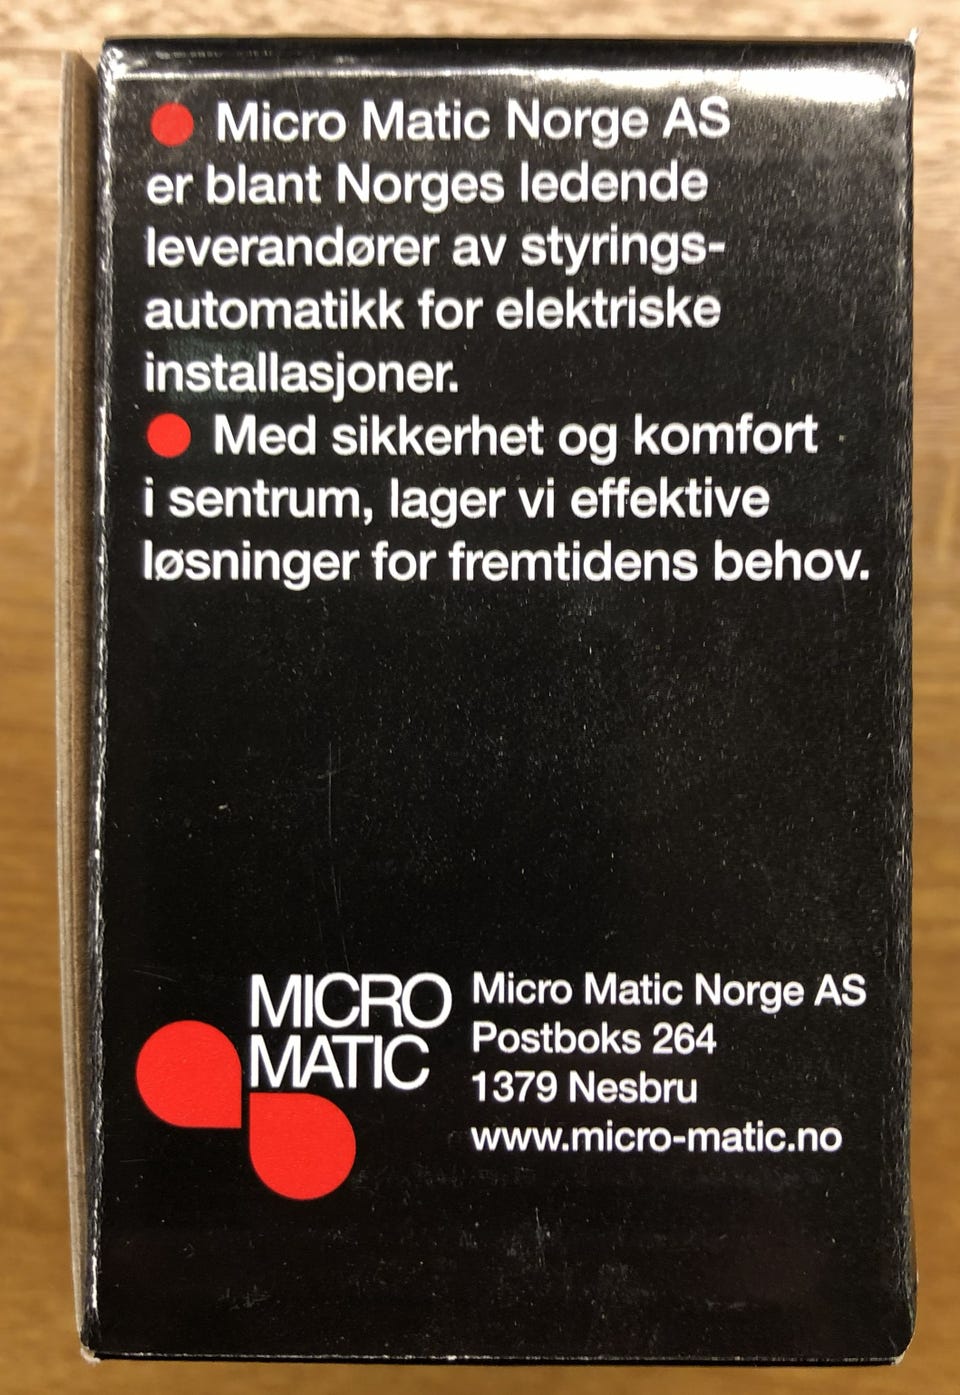 Micro Matic Norge AS
er blant Norges ledende
leverandører av styrings-
automatikk for elektriske
installasjoner.
Med sikkerhet og komfort
i sentrum, lager vi effektive
løsninger for fremtidens behov.
MICRO
MATIC
Micro Matic Norge AS
Postboks 264
1379 Nesbru
www.micro-matic.no